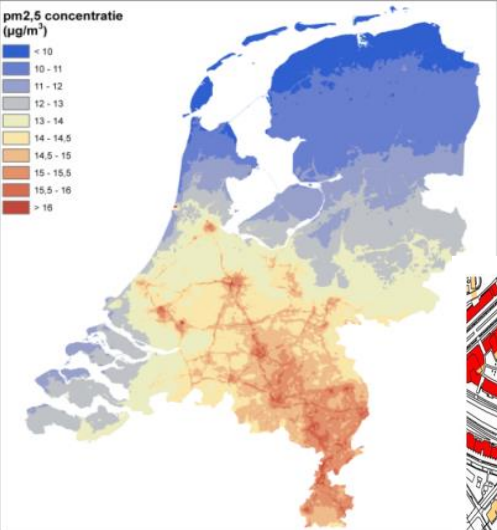 pm2,5 concentratie
(µg/m³)
< 10
10 - 11
11 - 12
12 - 13
13 - 14
14 - 14,5
14,5 - 15
15 - 15,5
15,5 - 16
> 16